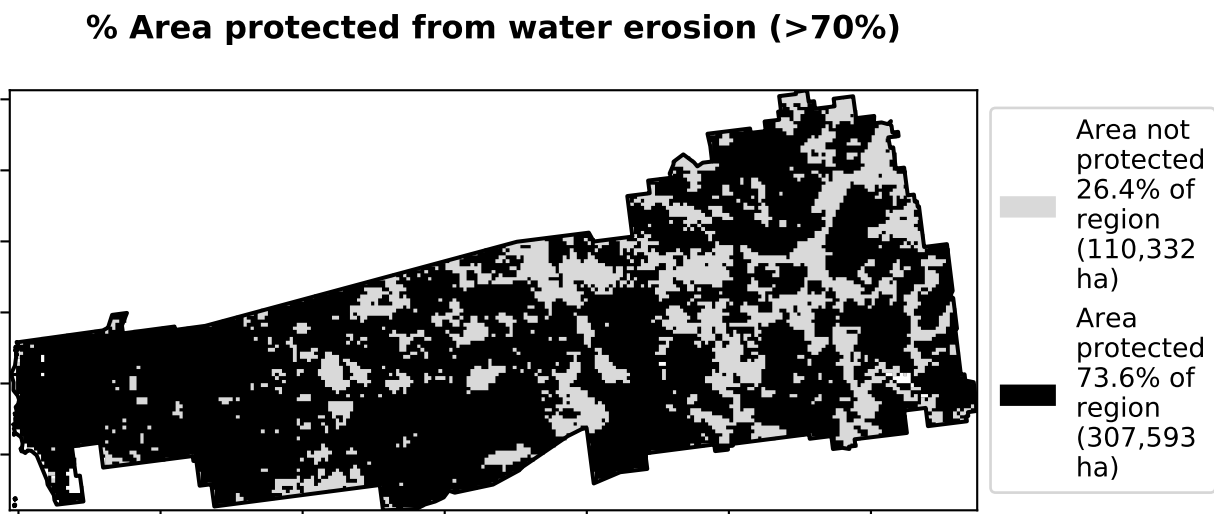 % Area protected from water erosion (>70%)
Area not
protected
26.4% of
region
(110,332
ha)
Area
protected
73.6% of
region
(307,593
ha)